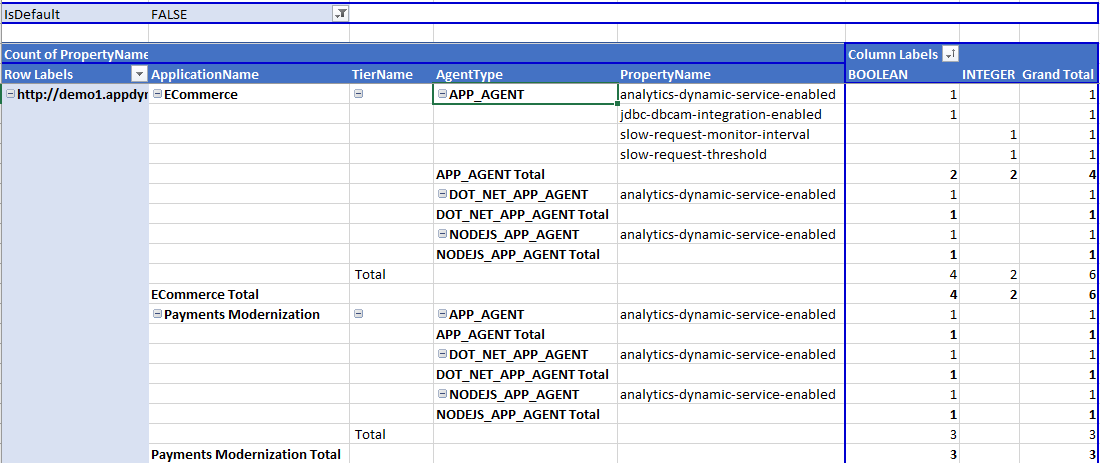 IsDefault FALSE
Count of PropertyName Column Labels
Row Labels ApplicationName TierName AgentType PropertyName BOOLEAN INTEGER Grand Total
http://demo1.appdyn ECommerce APP_AGENT analytics-dynamic-service-enabled 1 1
jdbc-dbcam-integration-enabled 1 1
slow-request-monitor-interval 1 1
slow-request-threshold 1 1
APP_AGENT Total 2 2 4
DOT_NET_APP_AGENT analytics-dynamic-service-enabled 1 1
DOT_NET_APP_AGENT Total 1 1
NODEJS_APP_AGENT analytics-dynamic-service-enabled 1 1
NODEJS_APP_AGENT Total 1 1
Total 4 2 6
ECommerce Total 4 2 6
Payments Modernization APP_AGENT analytics-dynamic-service-enabled 1 1
APP_AGENT Total 1 1
DOT_NET_APP_AGENT analytics-dynamic-service-enabled 1 1
DOT_NET_APP_AGENT Total 1 1
NODEJS_APP_AGENT analytics-dynamic-service-enabled 1 1
NODEJS_APP_AGENT Total 1 1
Total 3 3
Payments Modernization Total 3 3